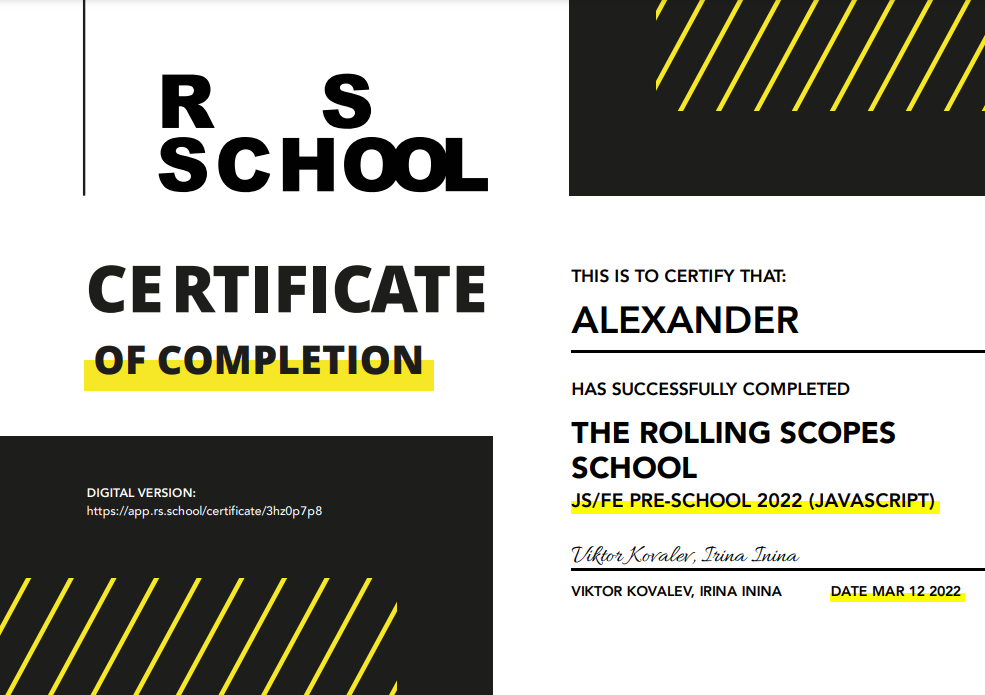 R S
SCHOOL
CERTIFICATE
OF COMPLETION
DIGITAL VERSION:
https://app.rs.school/certificate/3hz0p7p8
THIS IS TO CERTIFY THAT:
ALEXANDER
HAS SUCCESSFULLY COMPLETED
THE ROLLING SCOPES
SCHOOL
JS/FE PRE-SCHOOL 2022 (JAVASCRIPT)
Viktor Kovalev, Irina Inina
VIKTOR KOVALEV, IRINA ININA
DATE MAR 12 2022